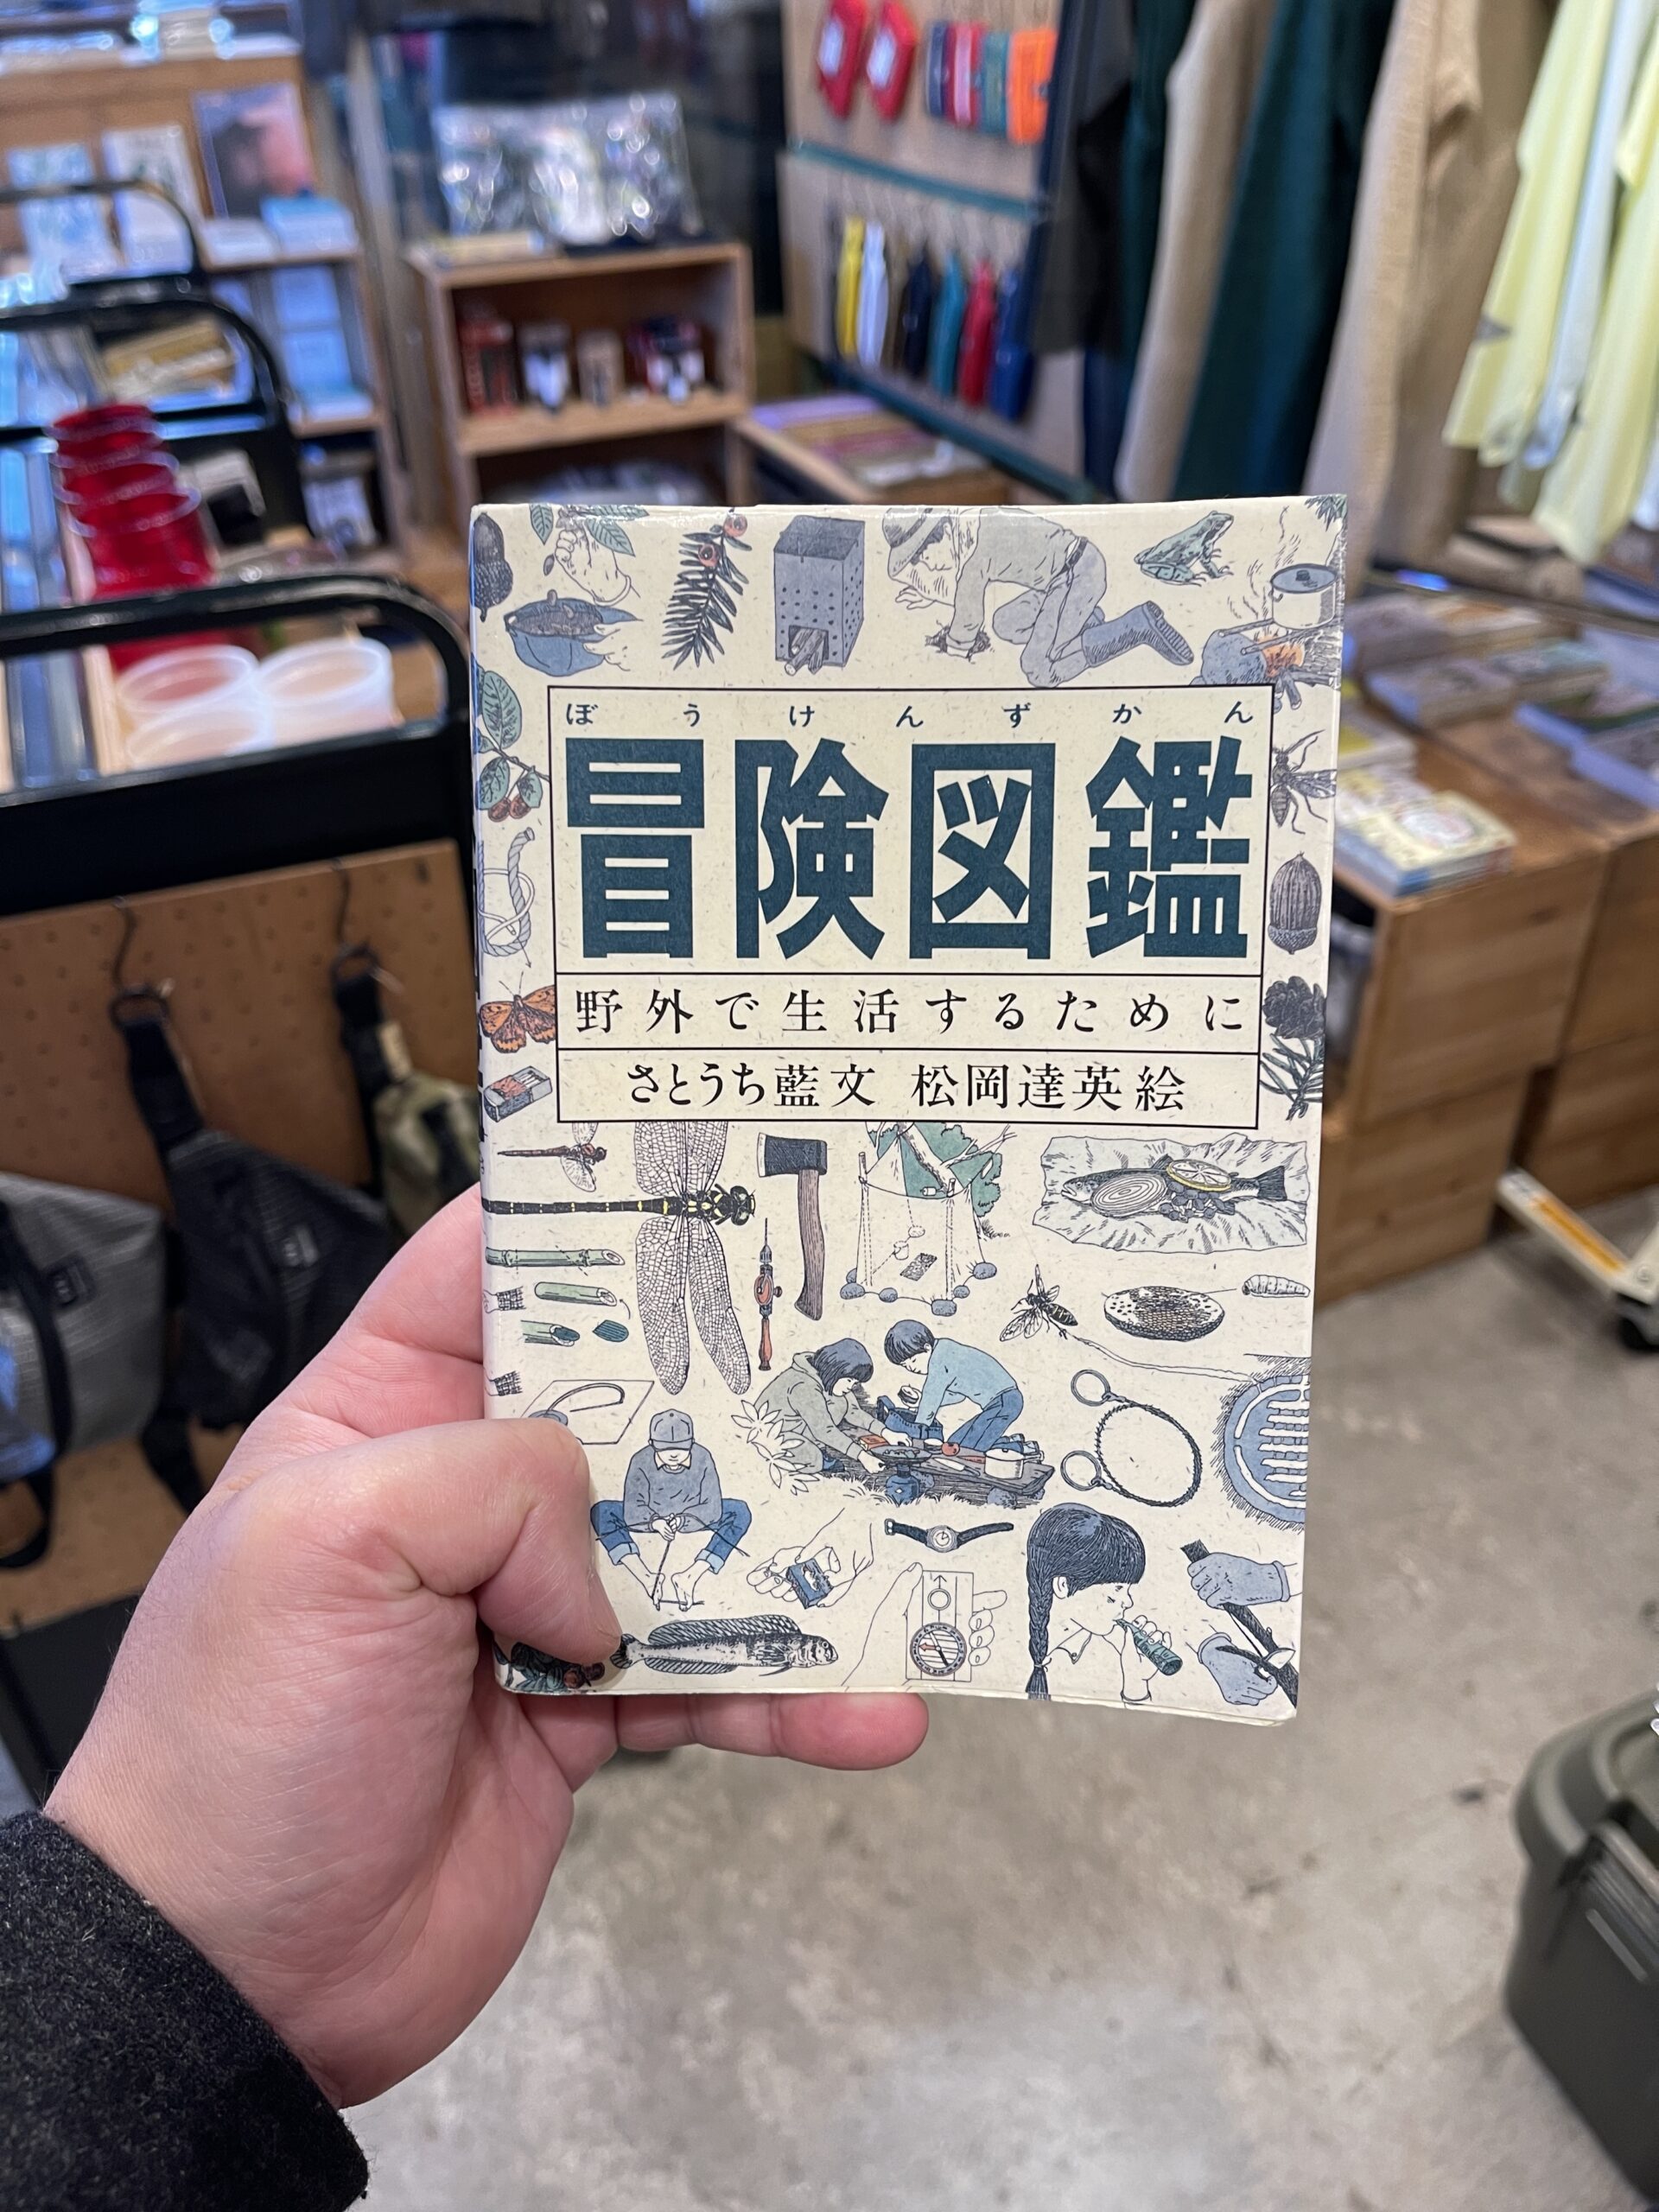 ぼうけんずかん
冒険図鑑
野外で生活するために
さとうち藍文 松岡達英絵